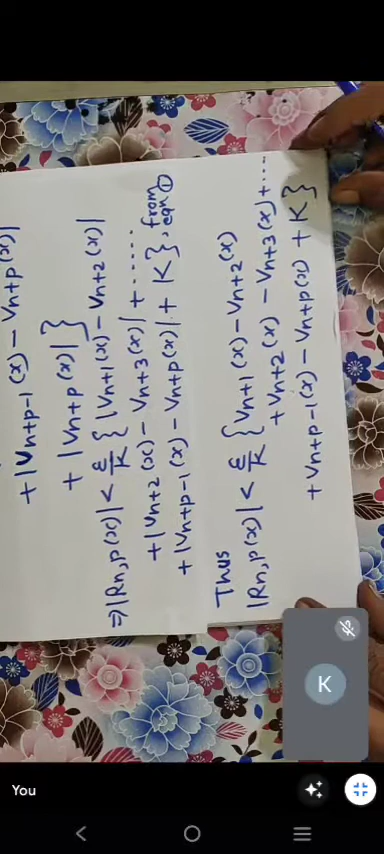 + |Vn+p-1(x) - Vn+p(x)|
+ |Vn+p(x)| }
⇒ |Rn,p(x)| < ε/K { |Vn+1(x) - Vn+2(x)|
+ |Vn+2(x) - Vn+3(x)| + ......
+ |Vn+p-1(x) - Vn+p(x)| + K }, from eqn ①
Thus
|Rn,p(x)| < ε/K { Vn+1(x) - Vn+2(x)
+ Vn+2(x) - Vn+3(x) + ....
+ Vn+p-1(x) - Vn+p(x) + K }
K
You